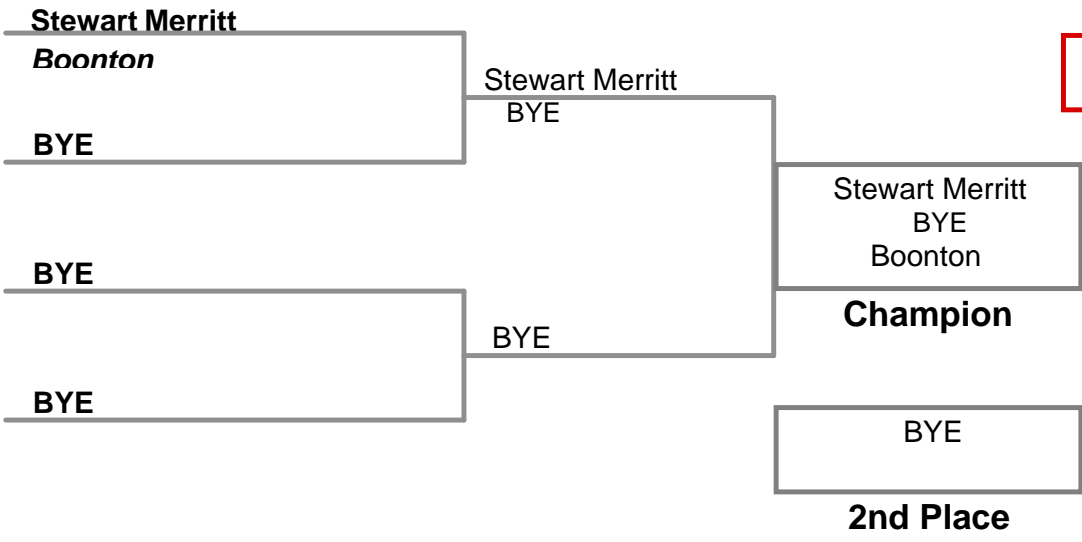 Stewart Merritt
Boonton
Stewart Merritt
BYE
BYE
Stewart Merritt
BYE
Boonton
BYE
Champion
BYE
BYE
BYE
2nd Place